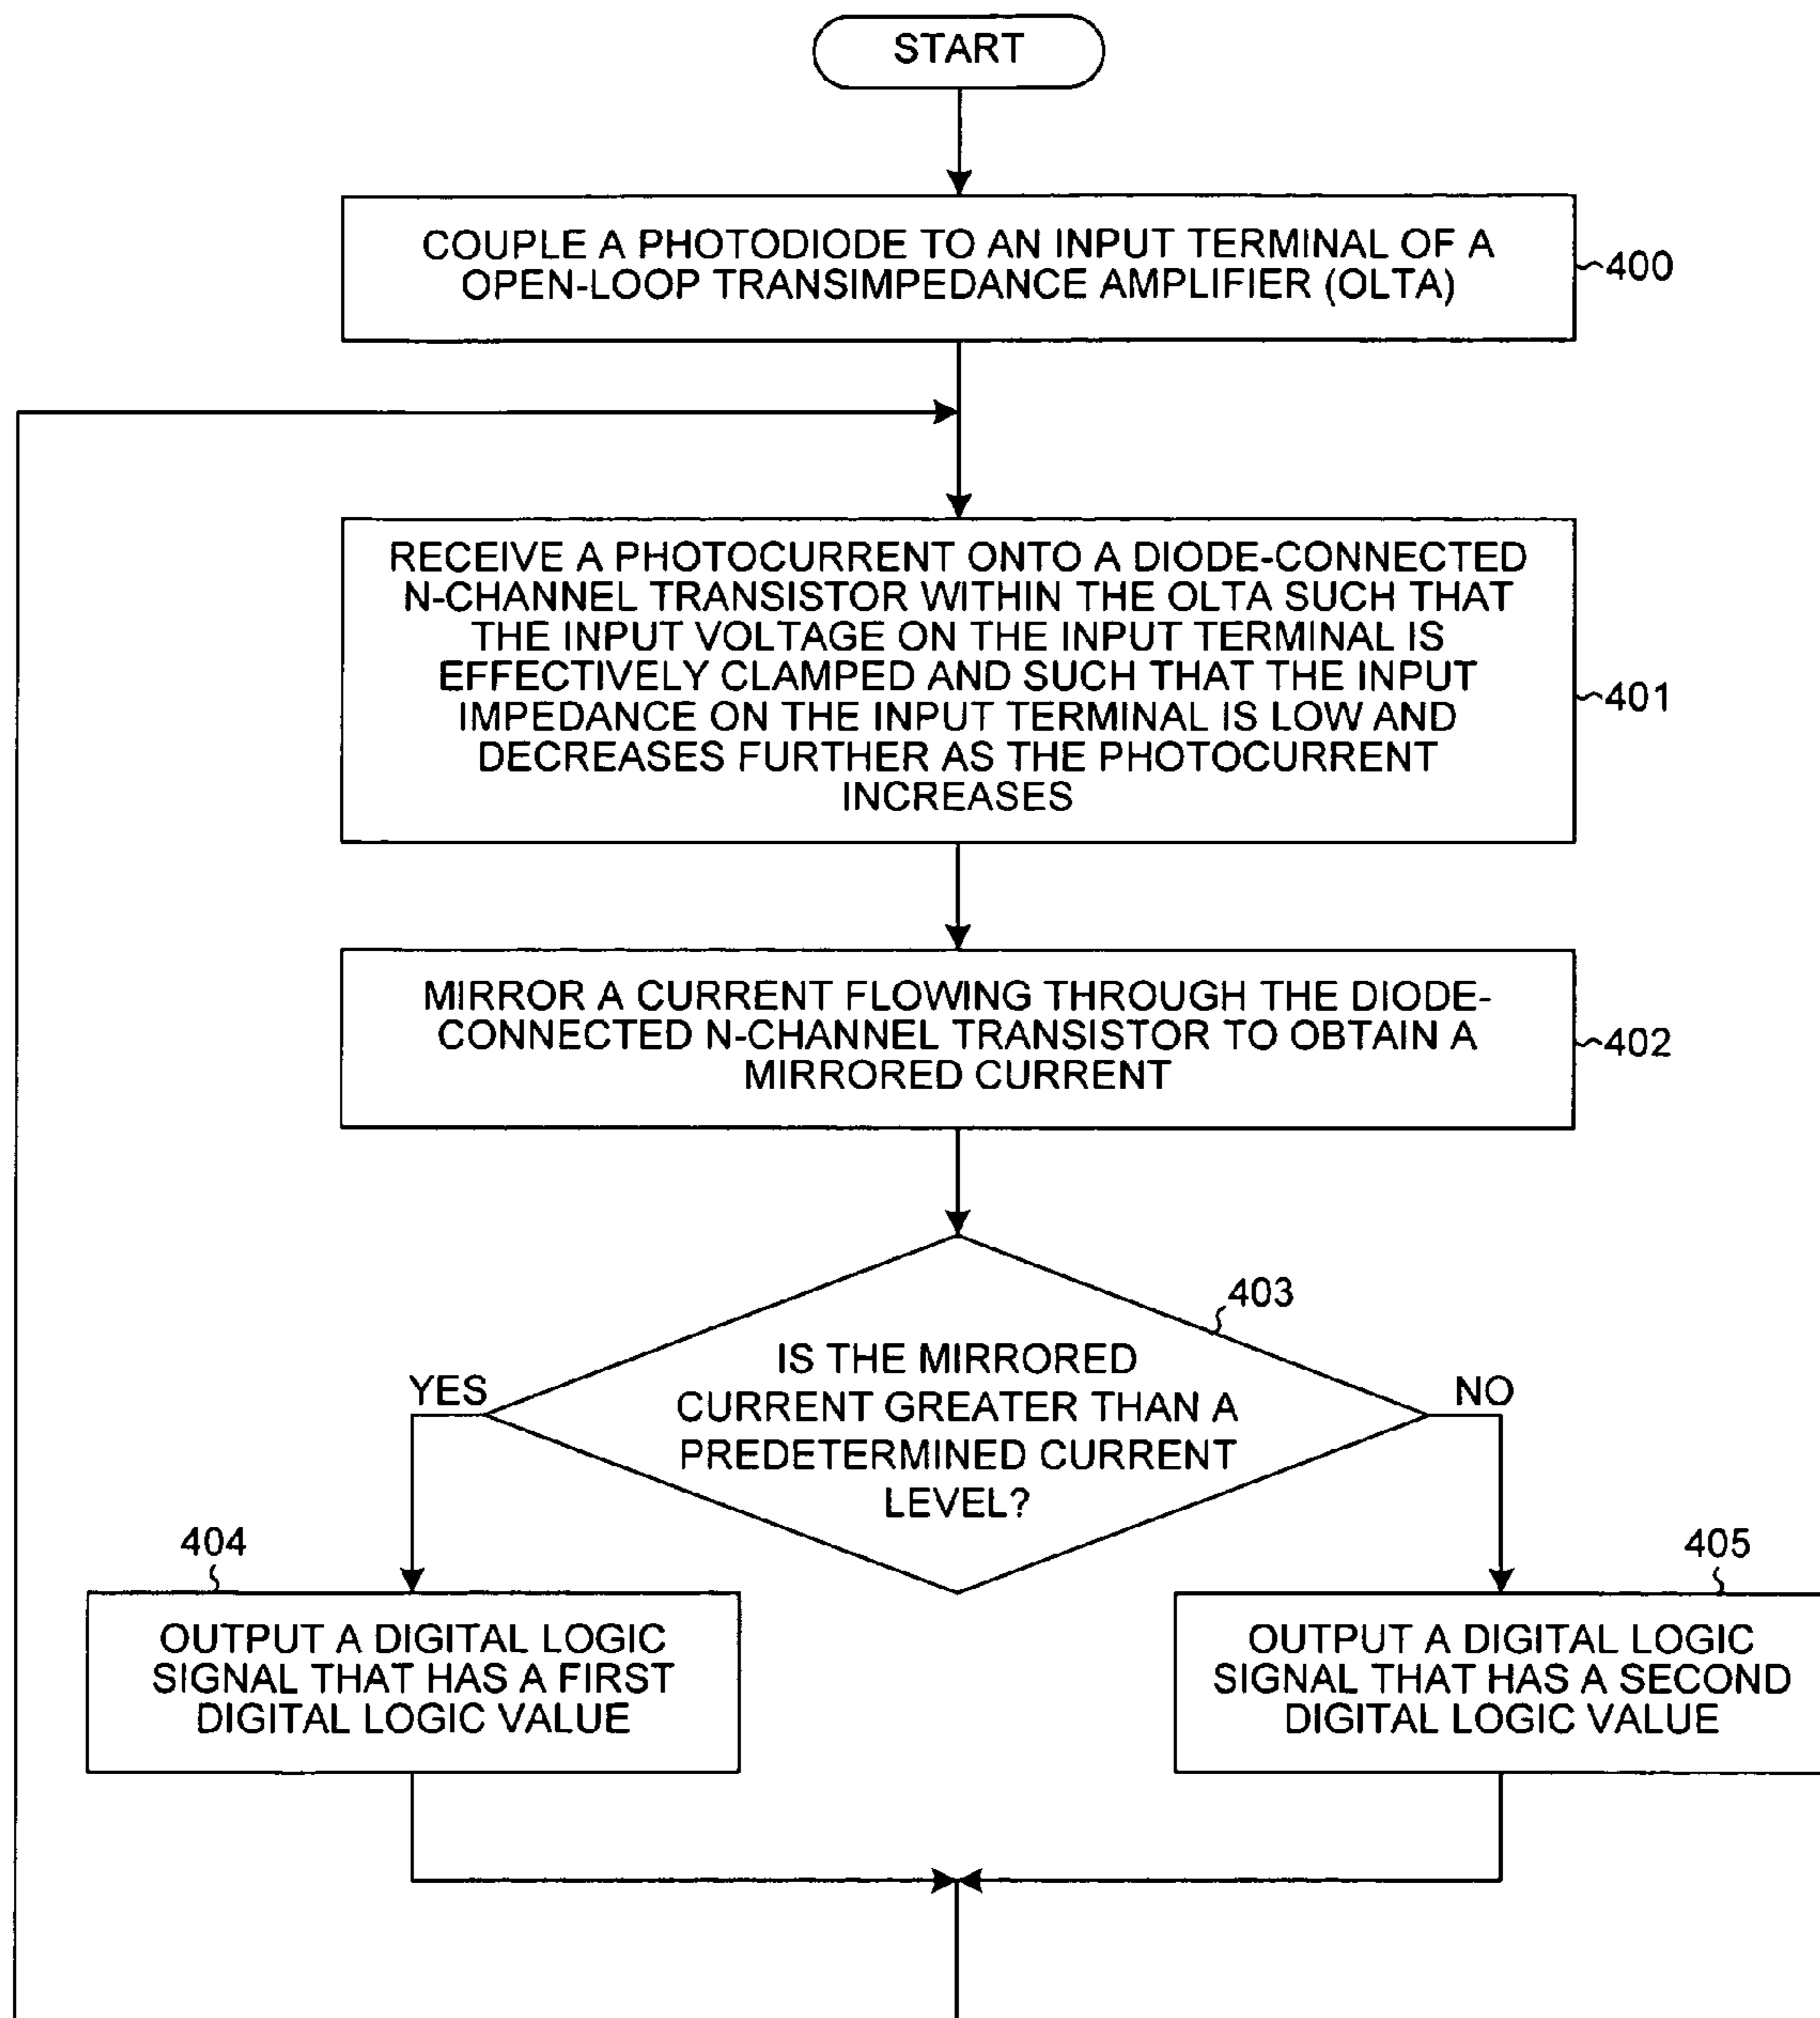 START
COUPLE A PHOTODIODE TO AN INPUT TERMINAL OF A
OPEN-LOOP TRANSIMPEDANCE AMPLIFIER (OLTA)
400
RECEIVE A PHOTOCURRENT ONTO A DIODE-CONNECTED
N-CHANNEL TRANSISTOR WITHIN THE OLTA SUCH THAT
THE INPUT VOLTAGE ON THE INPUT TERMINAL IS
EFFECTIVELY CLAMPED AND SUCH THAT THE INPUT
IMPEDANCE ON THE INPUT TERMINAL IS LOW AND
DECREASES FURTHER AS THE PHOTOCURRENT
INCREASES
401
MIRROR A CURRENT FLOWING THROUGH THE DIODE-
CONNECTED N-CHANNEL TRANSISTOR TO OBTAIN A
MIRRORED CURRENT
402
403
IS THE MIRRORED
CURRENT GREATER THAN A
PREDETERMINED CURRENT
LEVEL?
YES
NO
404
OUTPUT A DIGITAL LOGIC
SIGNAL THAT HAS A FIRST
DIGITAL LOGIC VALUE
405
OUTPUT A DIGITAL LOGIC
SIGNAL THAT HAS A SECOND
DIGITAL LOGIC VALUE